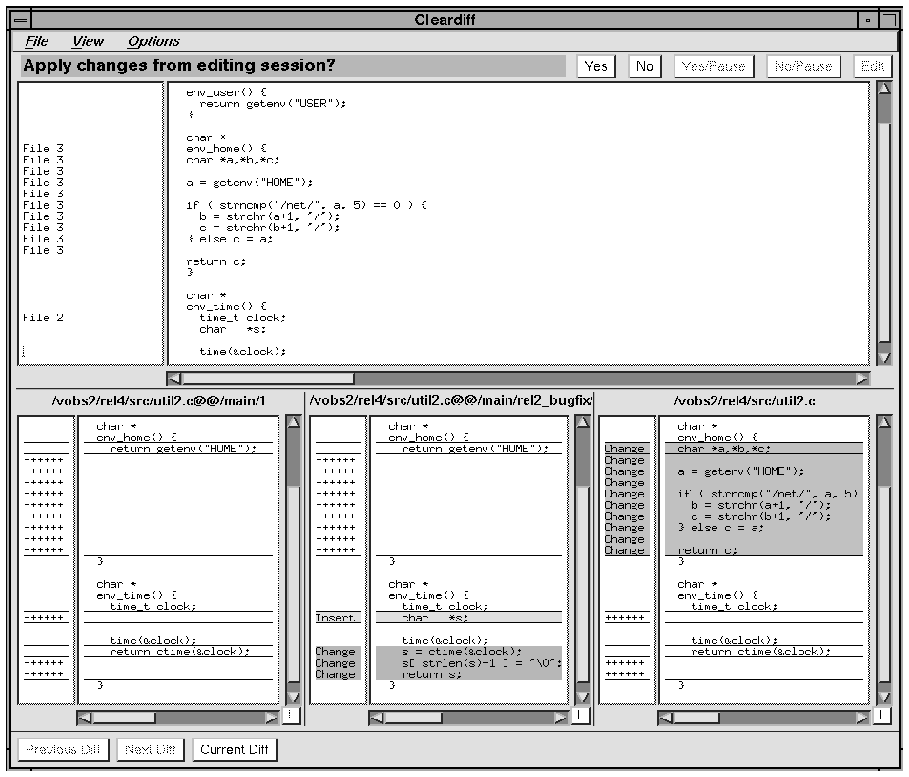 Cleardiff
File View Options
Apply changes from editing session? Yes No Yes/Pause No/Pause Edit
env_user() {
return getenv("USER");
}
char *
File 3 env_home() {
File 3 char *a,*b,*c;
File 3
File 3 a = getenv("HOME");
File 3
File 3 if ( strncmp("/net/", a, 5) == 0 ) {
File 3 b = strchr(a+1, "/");
File 3 c = strchr(b+1, "/");
File 3 } else c = a;
File 3
return c;
}
char *
env_time() {
File 2 time_t clock;
char *s;
time(&clock);
/vobs2/rel4/src/util2.c@@/main/1
char *
env_home() {
return getenv("HOME");
++++++
++++++
++++++
++++++
++++++
++++++
++++++
++++++
++++++
}
char *
env_time() {
time_t clock;
++++++
time(&clock);
return ctime(&clock);
++++++
++++++
}
/vobs2/rel4/src/util2.c@@/main/rel2_bugfix/
char *
env_home() {
return getenv("HOME");
++++++
++++++
++++++
++++++
++++++
++++++
++++++
++++++
++++++
}
char *
env_time() {
time_t clock;
Insert char *s;
time(&clock);
Change s = ctime(&clock);
Change s[ strlen(s)-1 ] = '\0';
Change return s;
}
/vobs2/rel4/src/util2.c
char *
env_home() {
Change char *a,*b,*c;
Change
Change a = getenv("HOME");
Change
Change if ( strncmp("/net/", a, 5)
Change b = strchr(a+1, "/");
Change c = strchr(b+1, "/");
Change } else c = a;
Change
Change return c;
}
char *
env_time() {
time_t clock;
++++++
time(&clock);
return ctime(&clock);
++++++
++++++
}
Previous Diff Next Diff Current Diff